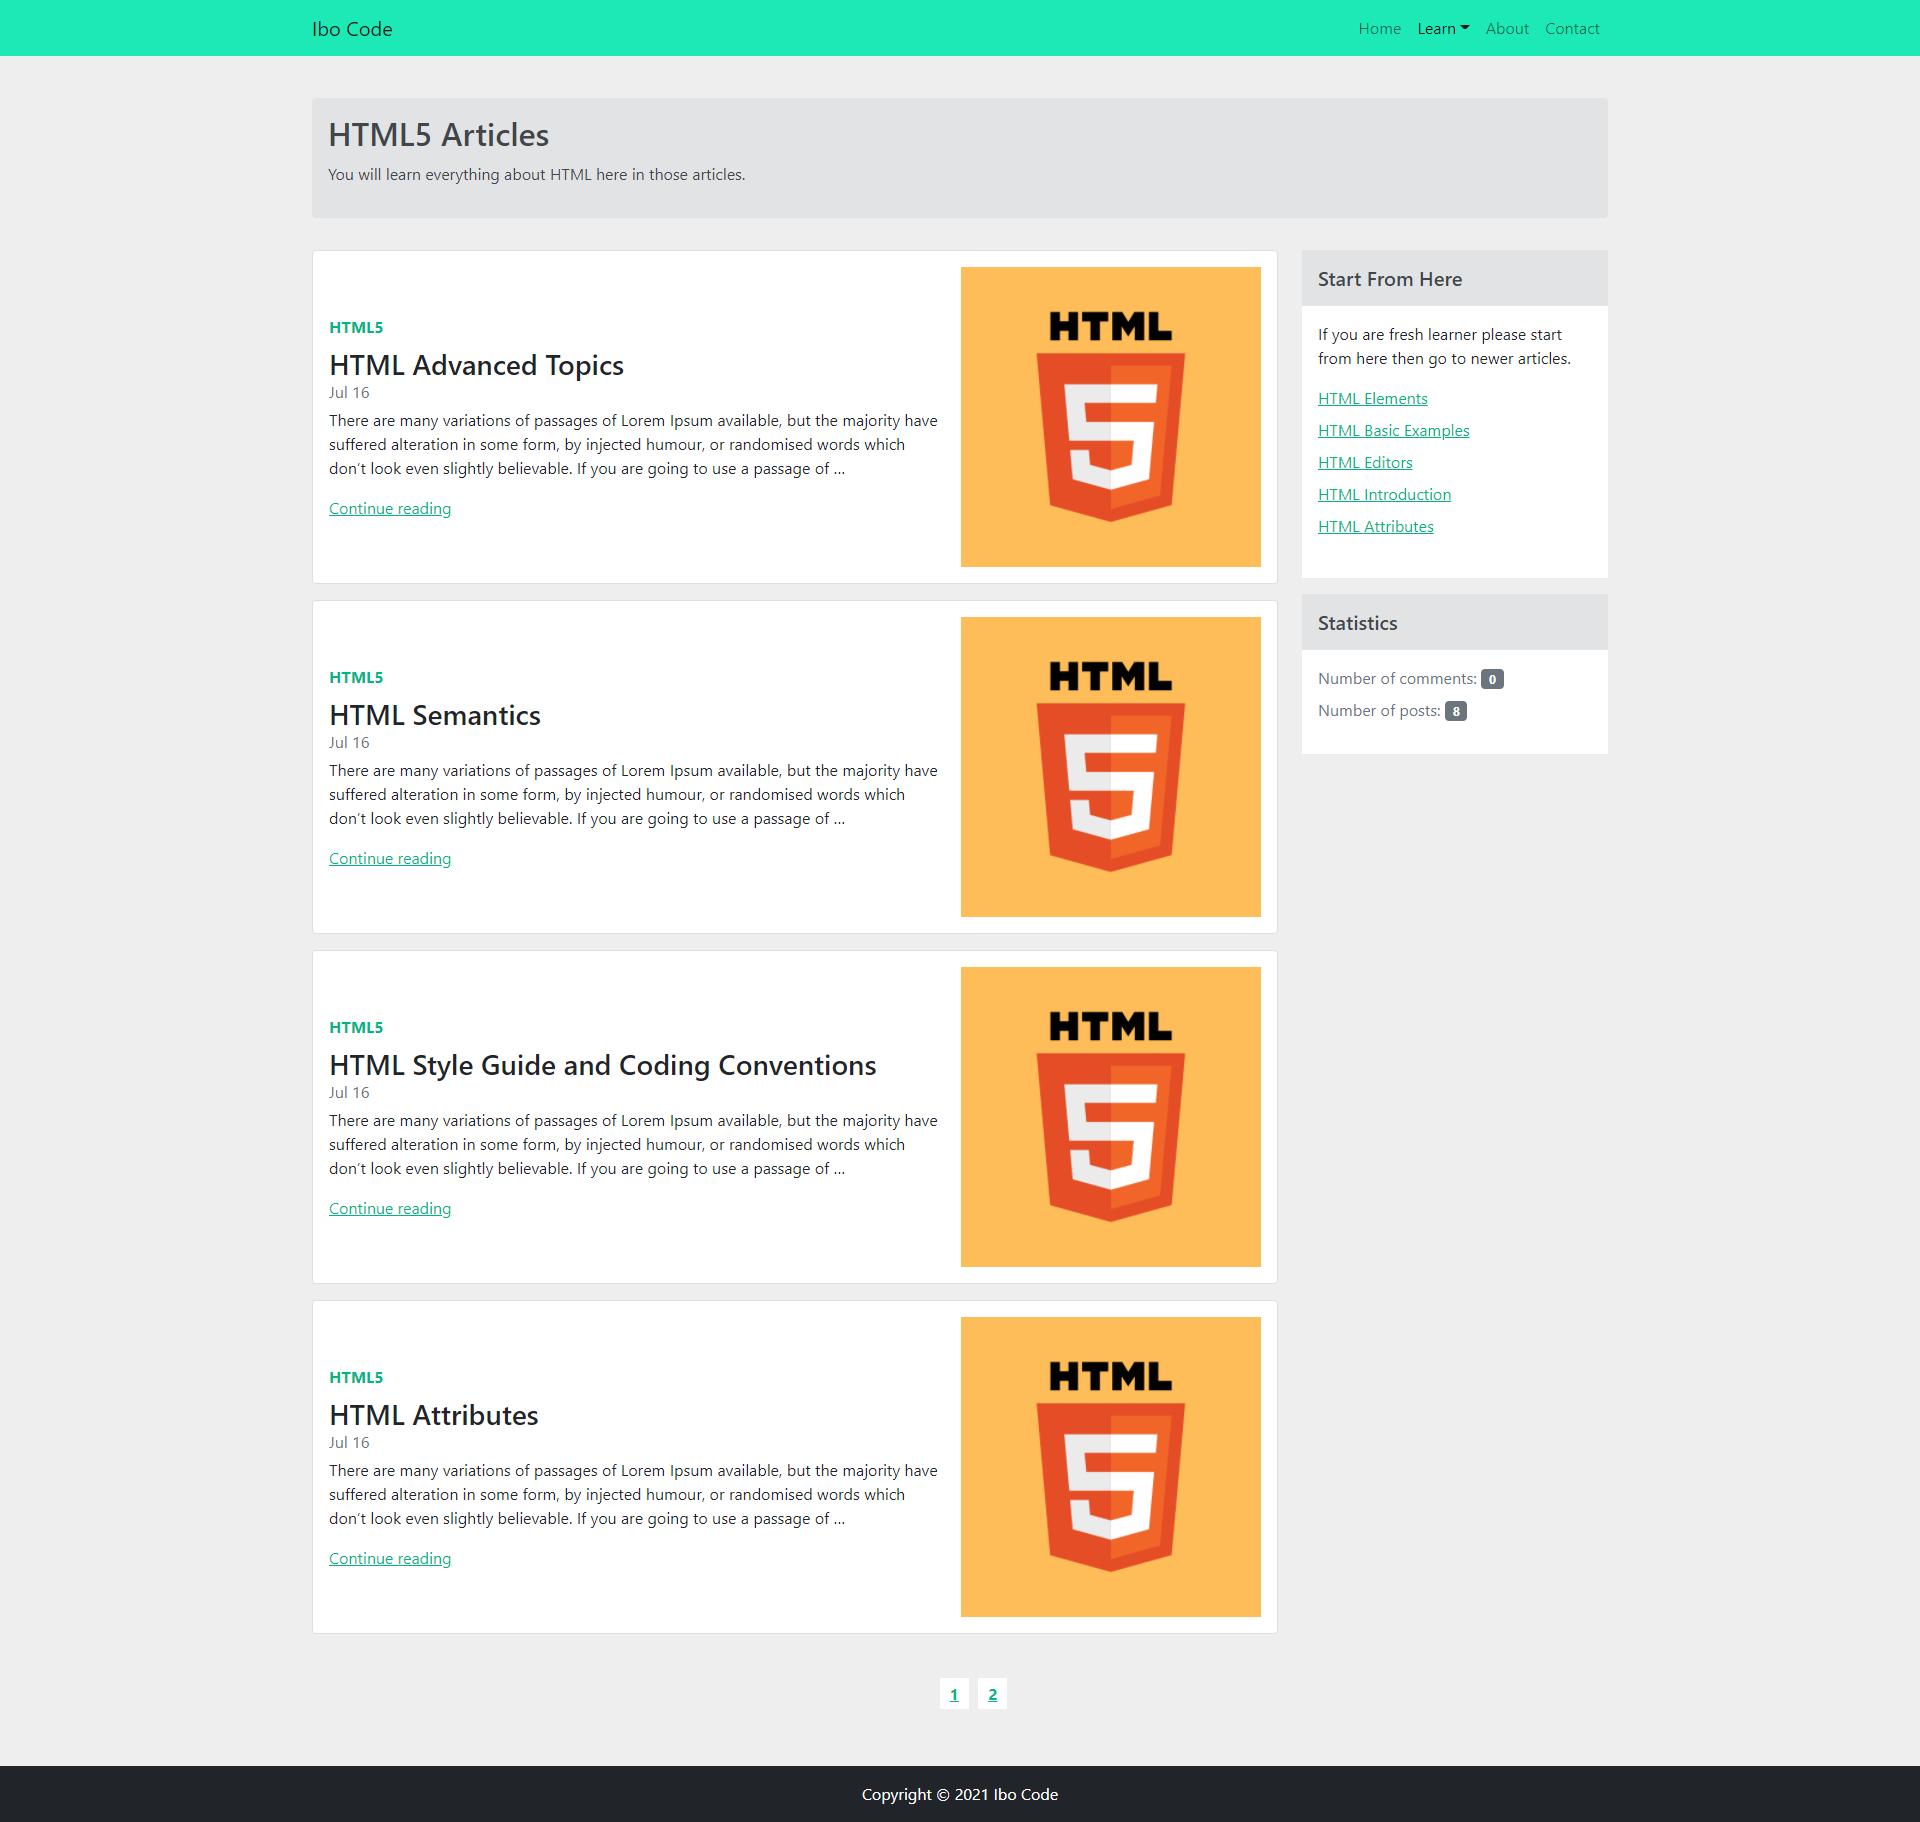 Ibo Code
Home Learn About Contact
HTML5 Articles
You will learn everything about HTML here in those articles.
HTML5
HTML Advanced Topics
Jul 16
There are many variations of passages of Lorem Ipsum available, but the majority have
suffered alteration in some form, by injected humour, or randomised words which
don't look even slightly believable. If you are going to use a passage of ...
Continue reading
HTML
5
HTML5
HTML Semantics
Jul 16
There are many variations of passages of Lorem Ipsum available, but the majority have
suffered alteration in some form, by injected humour, or randomised words which
don't look even slightly believable. If you are going to use a passage of ...
Continue reading
HTML
5
HTML5
HTML Style Guide and Coding Conventions
Jul 16
There are many variations of passages of Lorem Ipsum available, but the majority have
suffered alteration in some form, by injected humour, or randomised words which
don't look even slightly believable. If you are going to use a passage of ...
Continue reading
HTML
5
HTML5
HTML Attributes
Jul 16
There are many variations of passages of Lorem Ipsum available, but the majority have
suffered alteration in some form, by injected humour, or randomised words which
don't look even slightly believable. If you are going to use a passage of ...
Continue reading
HTML
5
1 2
Start From Here
If you are fresh learner please start
from here then go to newer articles.
HTML Elements
HTML Basic Examples
HTML Editors
HTML Introduction
HTML Attributes
Statistics
Number of comments: 0
Number of posts: 8
Copyright © 2021 Ibo Code